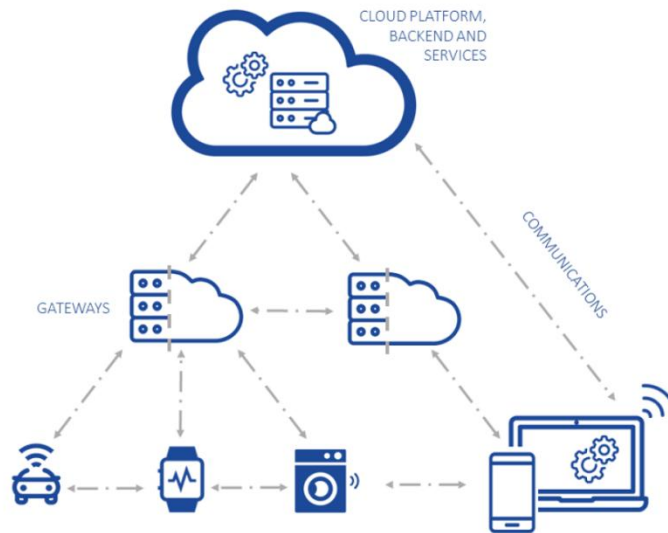 CLOUD PLATFORM,
BACKEND AND
SERVICES
COMMUNICATIONS
GATEWAYS